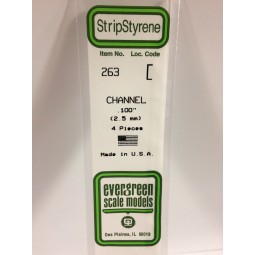 StripStyrene
Item No. Loc. Code
263
CHANNEL
.100"
(2.5 mm)
4 Pieces
Made in U.S.A.
evergreen
scale models
Des Plaines, IL 60018